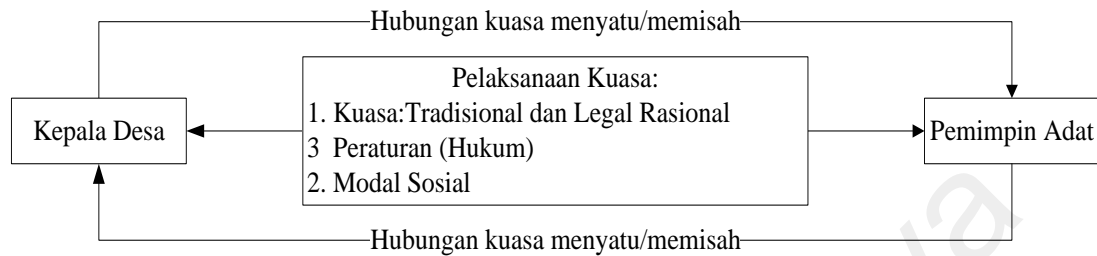 Hubungan kuasa menyatu/memisah
Pelaksanaan Kuasa:
1. Kuasa:Tradisional dan Legal Rasional
3 Peraturan (Hukum)
2. Modal Sosial
Kepala Desa
Pemimpin Adat
Hubungan kuasa menyatu/memisah